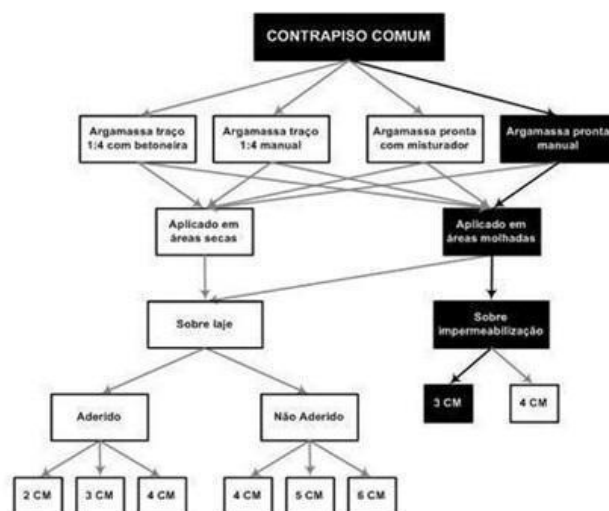 CONTRAPISO COMUM
Argamassa traço
1:4 com betoneira
Argamassa traço
1:4 manual
Argamassa pronta
com misturador
Argamassa pronta
manual
Aplicado em
áreas secas
Aplicado em
áreas molhadas
Sobre laje
Sobre
impermeabilização
Aderido
Não Aderido
3 CM
4 CM
2 CM
3 CM
4 CM
4 CM
5 CM
6 CM